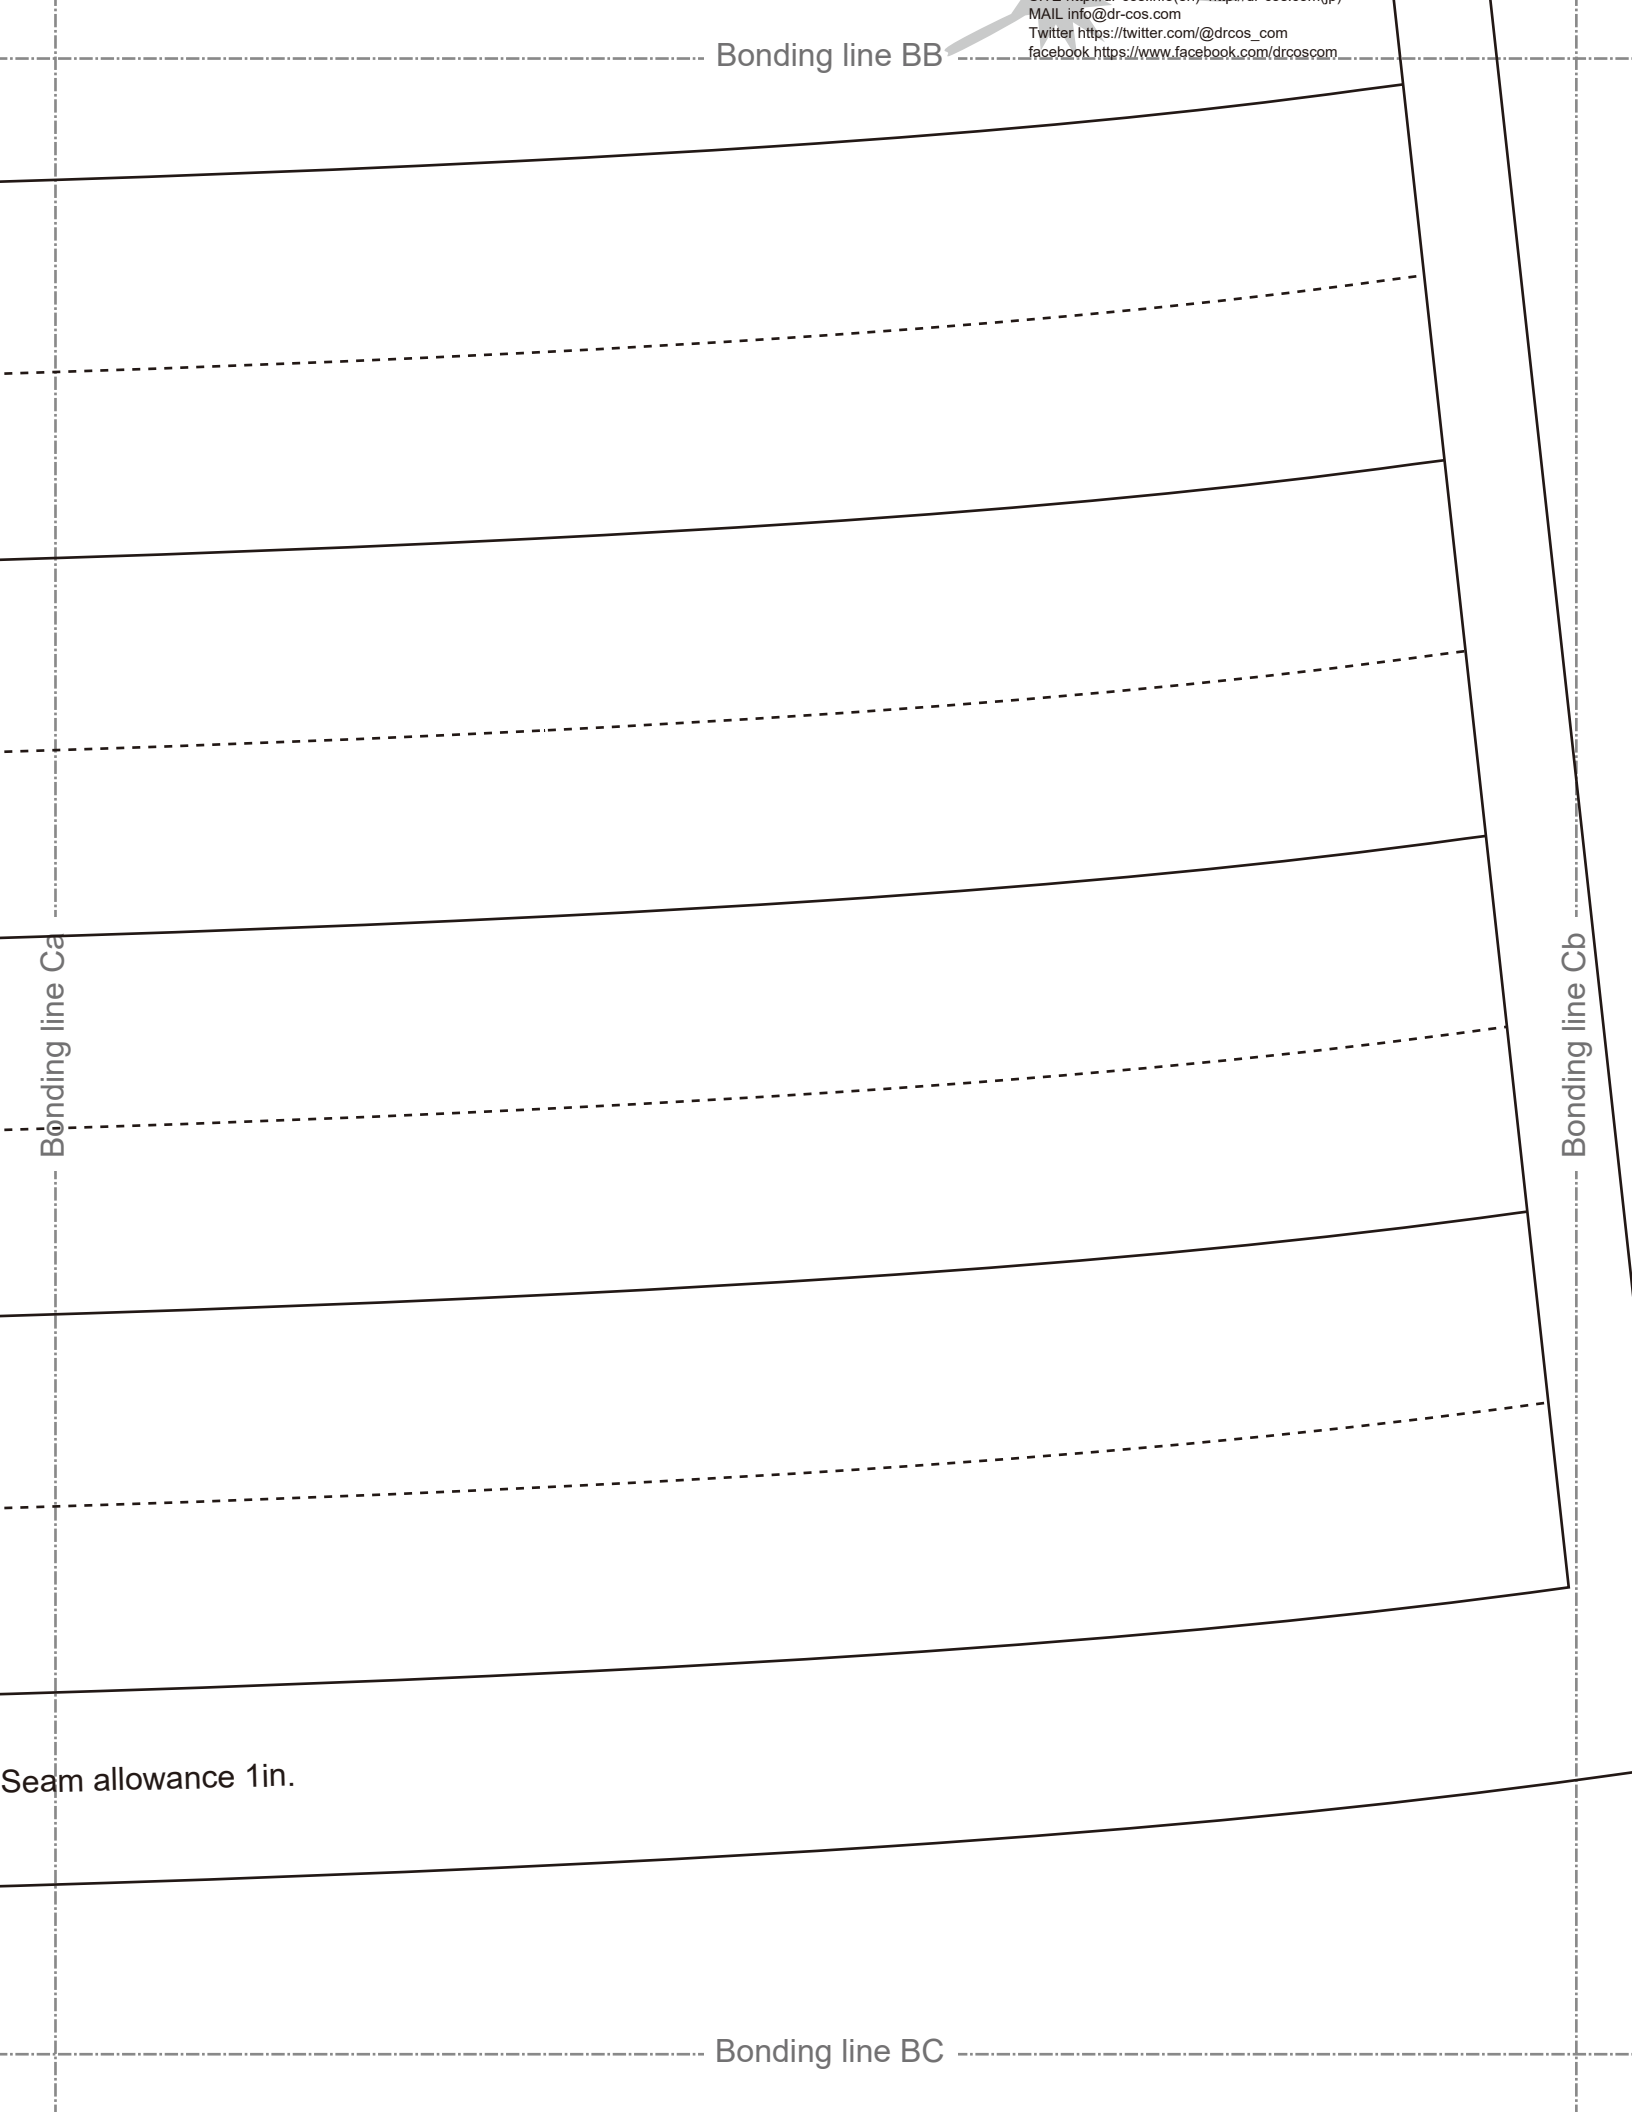 MAIL info@dr-cos.com
Twitter https://twitter.com/@drcos_com
facebook https://www.facebook.com/drcoscom
Bonding line BB
Bonding line Ca
Bonding line Cb
Seam allowance 1in.
Bonding line BC